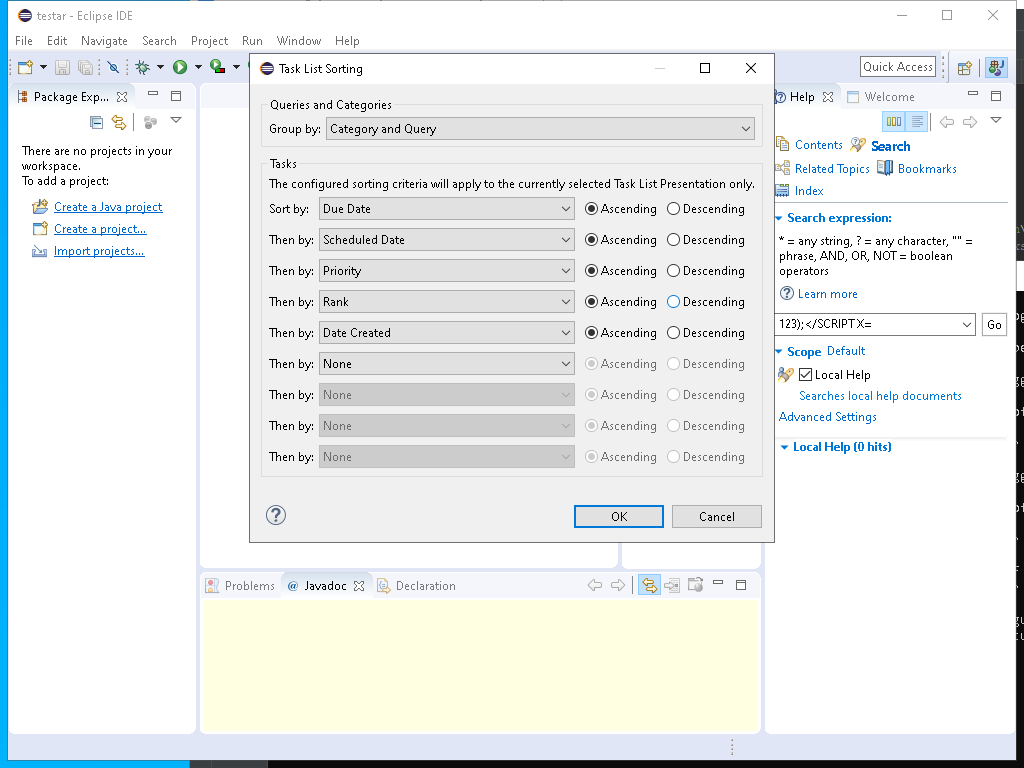 testar - Eclipse IDE
File Edit Navigate Search Project Run Window Help
Quick Access
Package Exp...
There are no projects in your
workspace.
To add a project:
Create a Java project
Create a project...
Import projects...
Task List Sorting
Queries and Categories
Group by: Category and Query
Tasks
The configured sorting criteria will apply to the currently selected Task List Presentation only.
Sort by: Due Date Ascending Descending
Then by: Scheduled Date Ascending Descending
Then by: Priority Ascending Descending
Then by: Rank Ascending Descending
Then by: Date Created Ascending Descending
Then by: None Ascending Descending
Then by: None Ascending Descending
Then by: None Ascending Descending
Then by: None Ascending Descending
OK Cancel
Help Welcome
Contents Search
Related Topics Bookmarks
Index
Search expression:
* = any string, ? = any character, "" =
phrase, AND, OR, NOT = boolean
operators
Learn more
123);</SCRIPTX= Go
Scope Default
Local Help
Searches local help documents
Advanced Settings
Local Help (0 hits)
Problems @ Javadoc Declaration